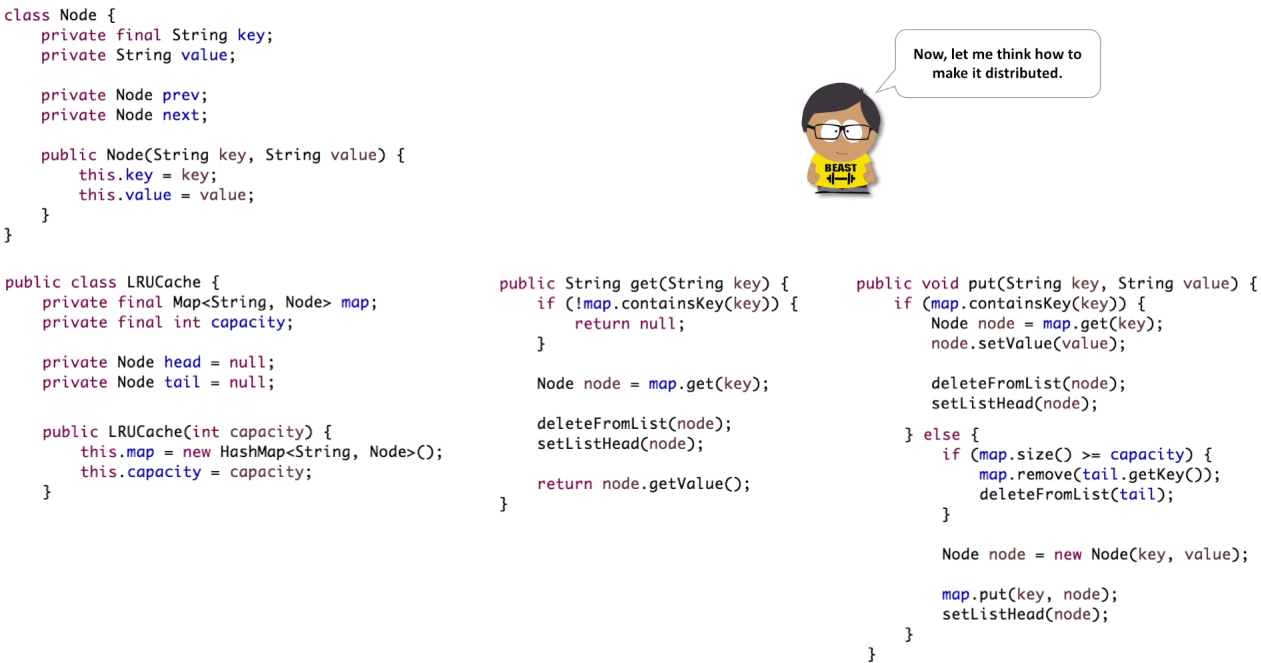 class Node {
    private final String key;
    private String value;

    private Node prev;
    private Node next;

    public Node(String key, String value) {
        this.key = key;
        this.value = value;
    }
}
Now, let me think how to
make it distributed.
BEAST
public class LRUCache {
    private final Map<String, Node> map;
    private final int capacity;

    private Node head = null;
    private Node tail = null;

    public LRUCache(int capacity) {
        this.map = new HashMap<String, Node>();
        this.capacity = capacity;
    }
public String get(String key) {
    if (!map.containsKey(key)) {
        return null;
    }

    Node node = map.get(key);

    deleteFromList(node);
    setListHead(node);

    return node.getValue();
}
public void put(String key, String value) {
    if (map.containsKey(key)) {
        Node node = map.get(key);
        node.setValue(value);

        deleteFromList(node);
        setListHead(node);
    } else {
        if (map.size() >= capacity) {
            map.remove(tail.getKey());
            deleteFromList(tail);
        }

        Node node = new Node(key, value);

        map.put(key, node);
        setListHead(node);
    }
}